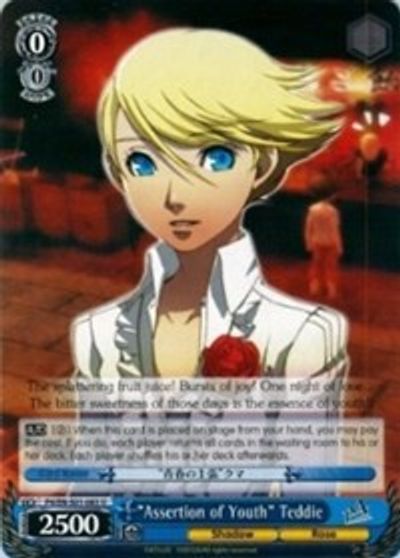 0
0
The splattering fruit juice! Bursts of joy! One night of love...
The bitter sweetness of those days is the essence of youth!
[(1)] When this card is placed on stage from your hand, you may pay
the cost. If you do, each player returns all cards in the waiting room to his or
her deck. Each player shuffles his or her deck afterwards.
"青春の主張"クマ
2500
"Assertion of Youth" Teddie
Shadow
Rose